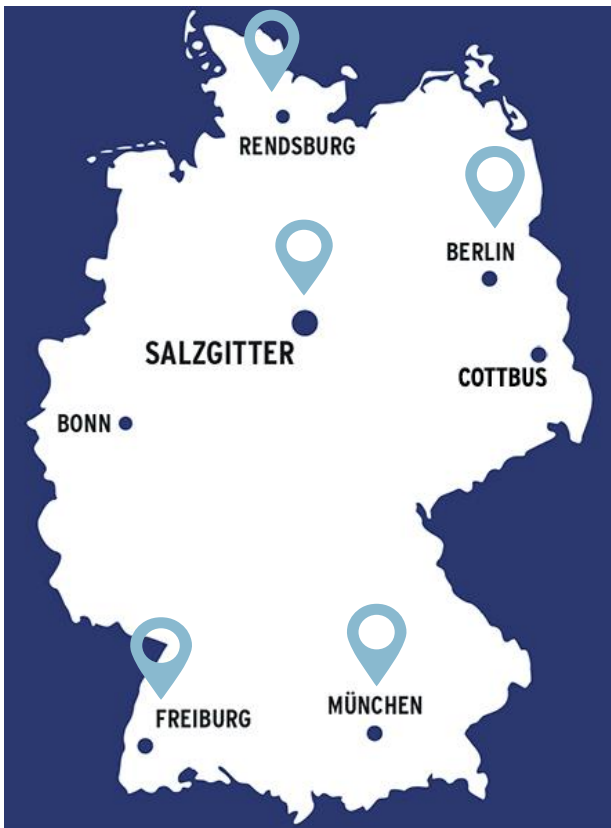 RENDSBURG
BERLIN
SALZGITTER
COTTBUS
BONN
MÜNCHEN
FREIBURG